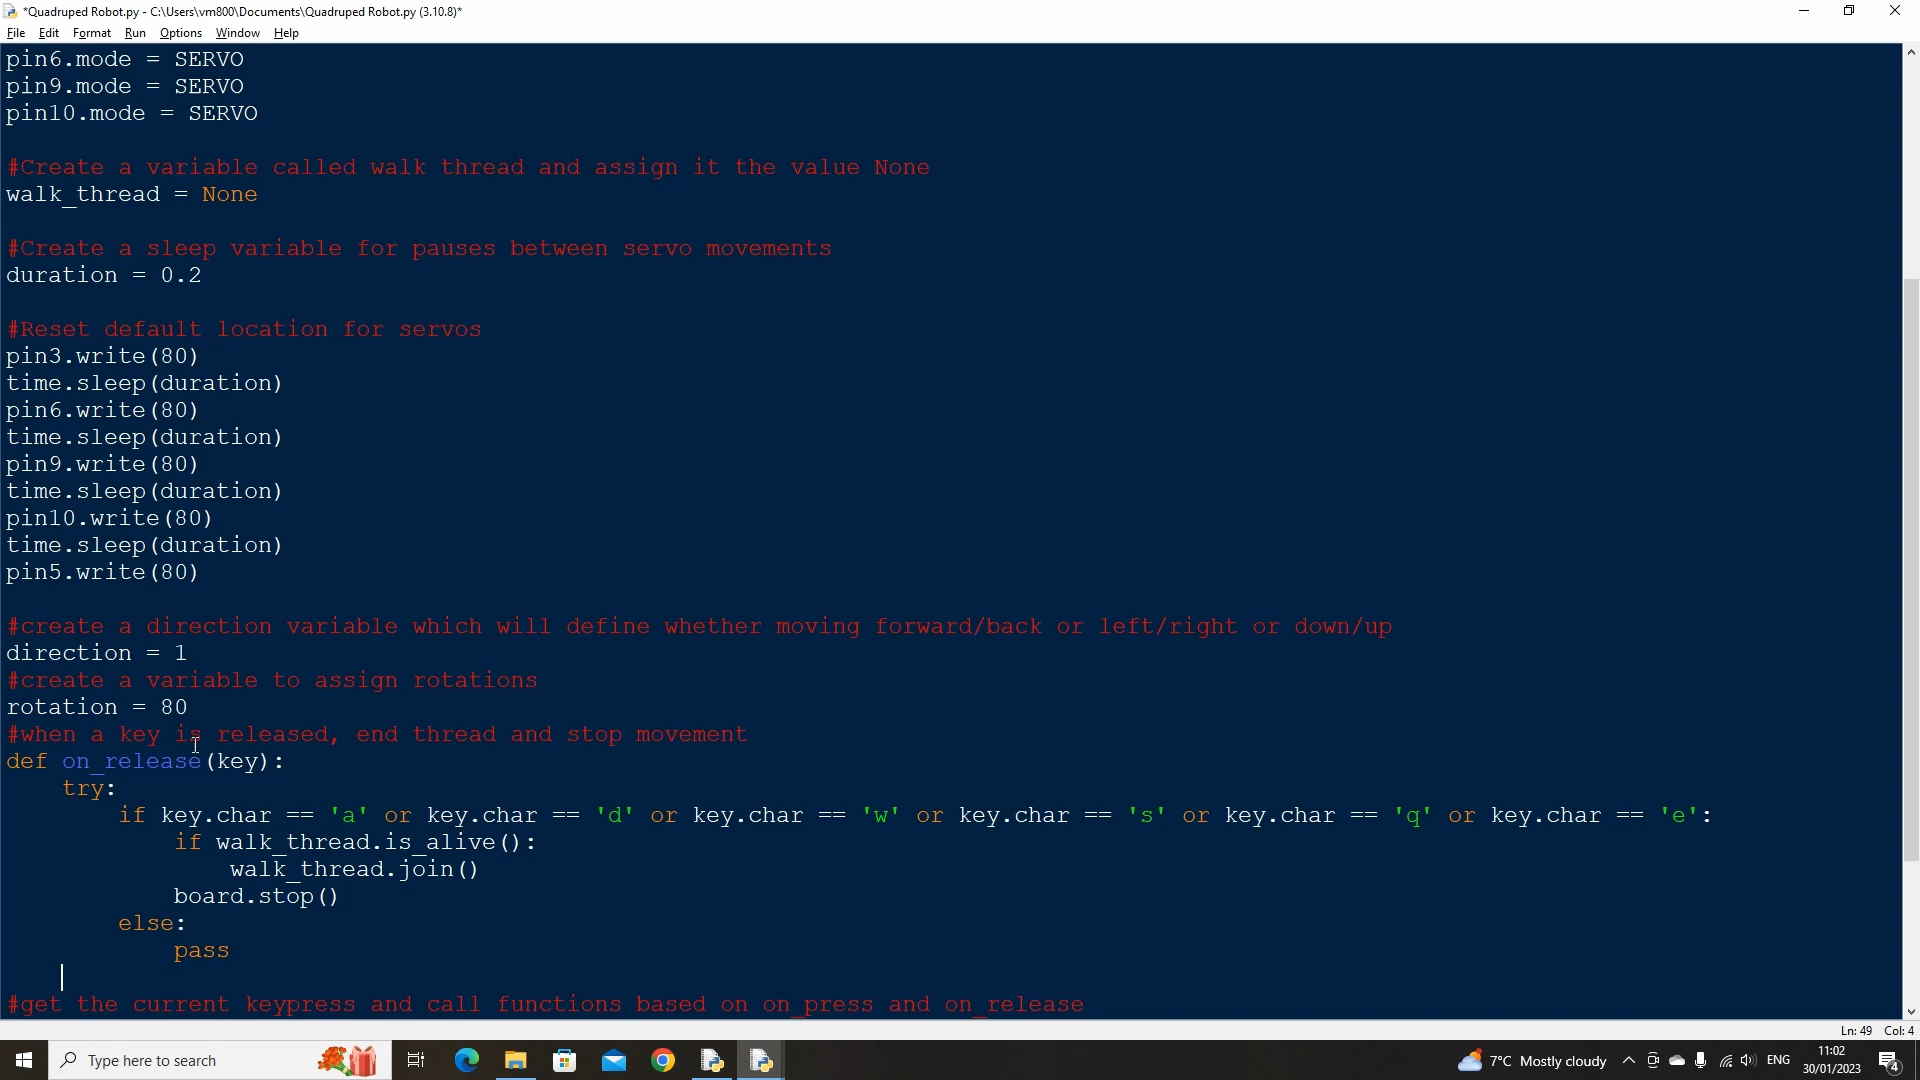 *Quadruped Robot.py - C:\Users\vm800\Documents\Quadruped Robot.py (3.10.8)*
File Edit Format Run Options Window Help
pin6.mode = SERVO
pin9.mode = SERVO
pin10.mode = SERVO
#Create a variable called walk thread and assign it the value None
walk_thread = None
#Create a sleep variable for pauses between servo movements
duration = 0.2
#Reset default location for servos
pin3.write(80)
time.sleep(duration)
pin6.write(80)
time.sleep(duration)
pin9.write(80)
time.sleep(duration)
pin10.write(80)
time.sleep(duration)
pin5.write(80)
#create a direction variable which will define whether moving forward/back or left/right or down/up
direction = 1
#create a variable to assign rotations
rotation = 80
#when a key is released, end thread and stop movement
def on_release(key):
    try:
        if key.char == 'a' or key.char == 'd' or key.char == 'w' or key.char == 's' or key.char == 'q' or key.char == 'e':
            if walk_thread.is_alive():
                walk_thread.join()
            board.stop()
        else:
            pass
#get the current keypress and call functions based on on_press and on_release
Ln: 49 Col: 4
Type here to search
7°C Mostly cloudy
ENG
11:02
30/01/2023
4